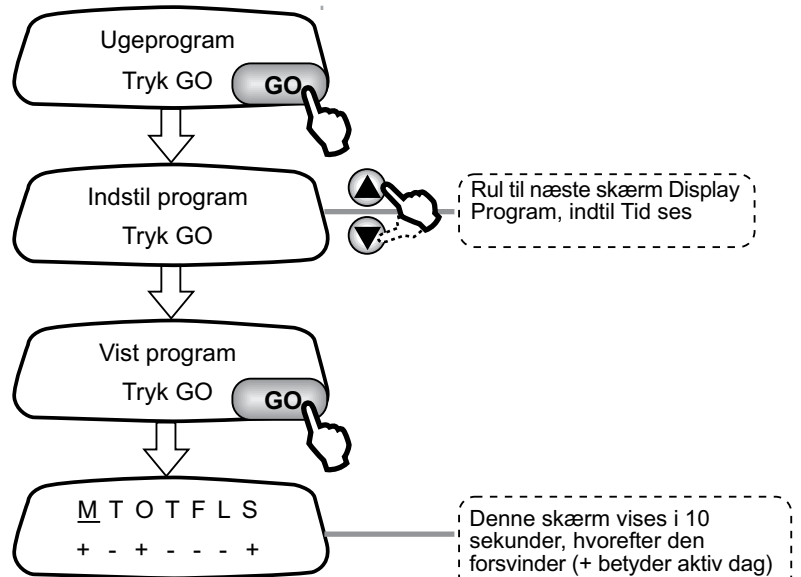 Ugeprogram
Tryk GO
GO
Indstil program
Tryk GO
Rul til næste skærm Display
Program, indtil Tid ses
Vist program
Tryk GO
GO
M T O T F L S
+ - + - - - +
Denne skærm vises i 10
sekunder, hvorefter den
forsvinder (+ betyder aktiv dag)